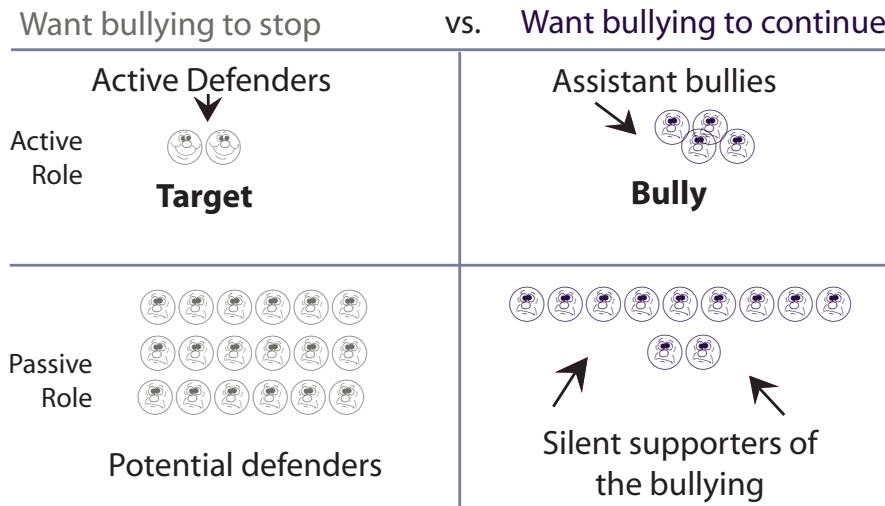 Want bullying to stop vs. Want bullying to continue
Active Defenders
Assistant bullies
Active
Role
Target
Bully
Passive
Role
Potential defenders
Silent supporters of
the bullying